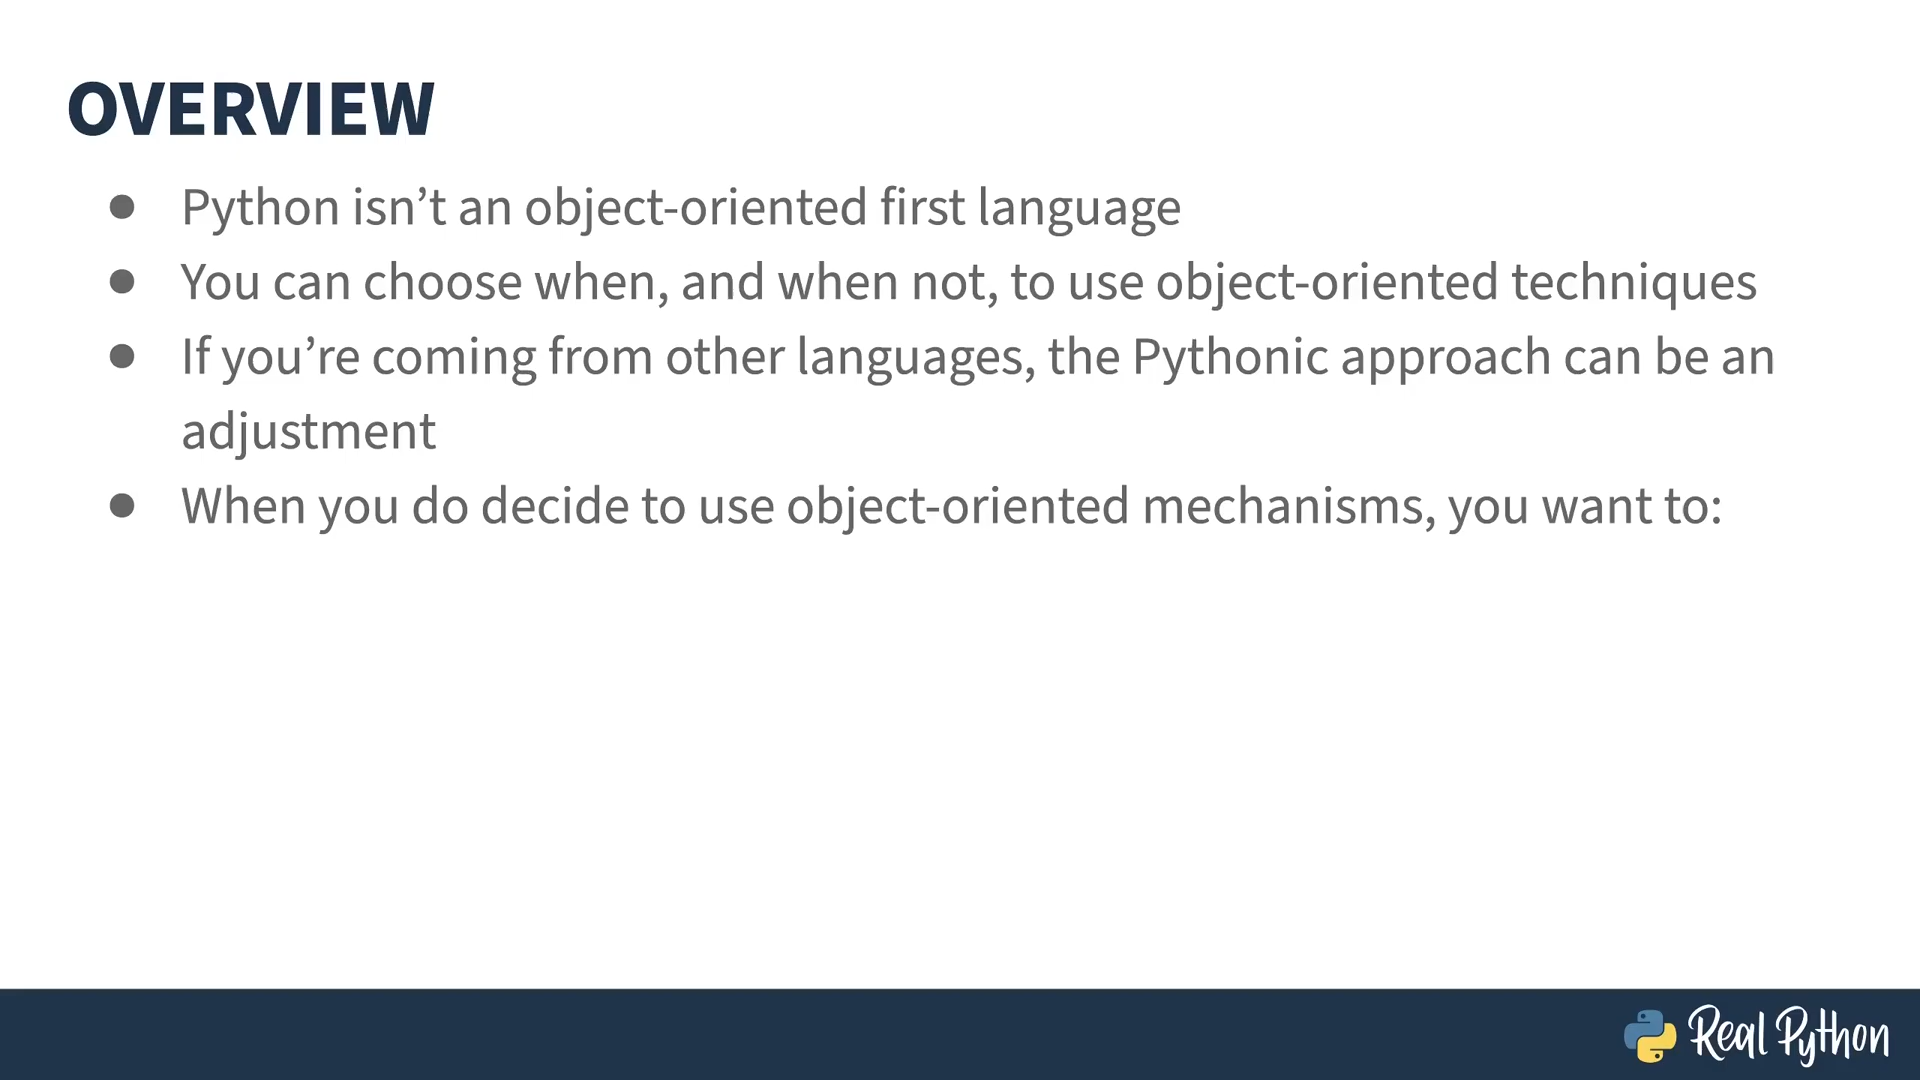 OVERVIEW
● Python isn’t an object-oriented first language
● You can choose when, and when not, to use object-oriented techniques
● If you’re coming from other languages, the Pythonic approach can be an
adjustment
● When you do decide to use object-oriented mechanisms, you want to:
Real Python